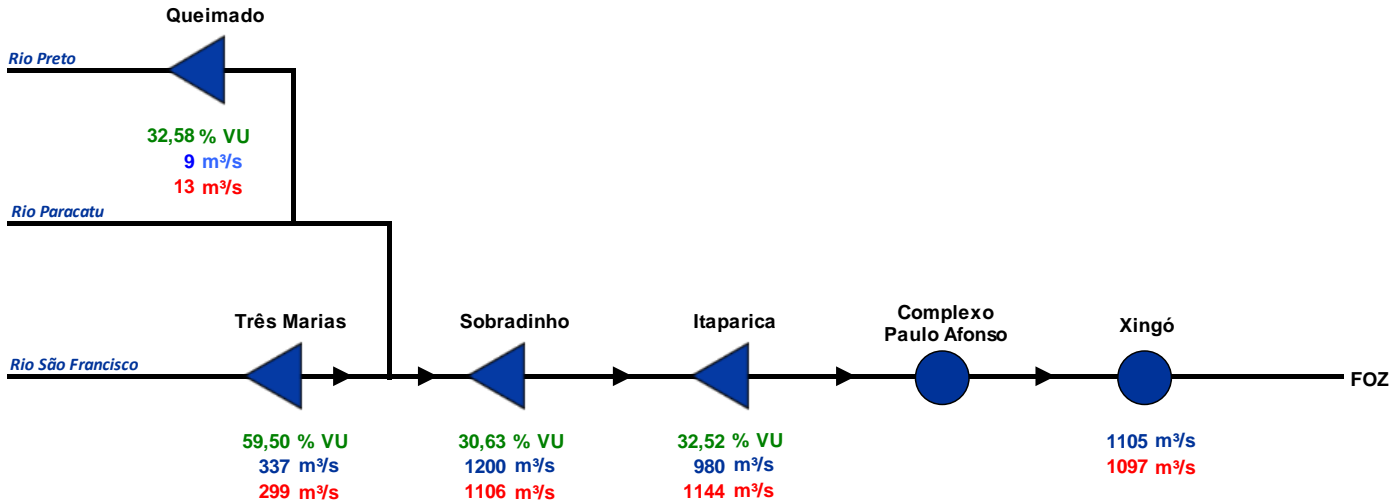 Queimado
Rio Preto
32,58 % VU
9 m³/s
13 m³/s
Rio Paracatu
Três Marias
Sobradinho
Itaparica
Complexo
Paulo Afonso
Xingó
Rio São Francisco
FOZ
59,50 % VU
337 m³/s
299 m³/s
30,63 % VU
1200 m³/s
1106 m³/s
32,52 % VU
980 m³/s
1144 m³/s
1105 m³/s
1097 m³/s